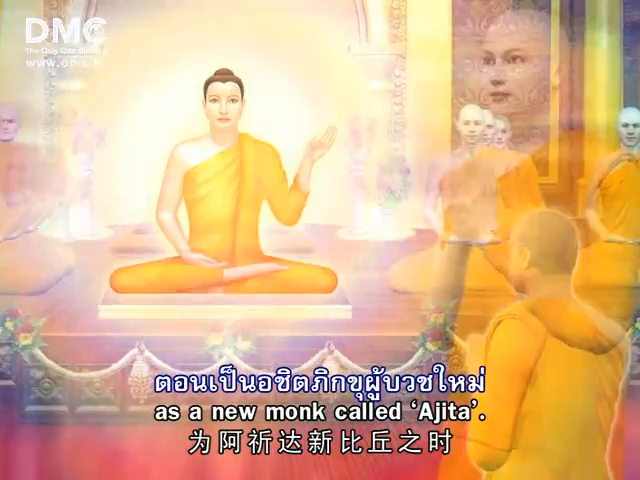 DMC
The Only One
www.dmc.
ตอนเป็นอชิตภิกขุผู้บวชใหม่
as a new monk called ‘Ajita’.
为阿祈达新比丘之时